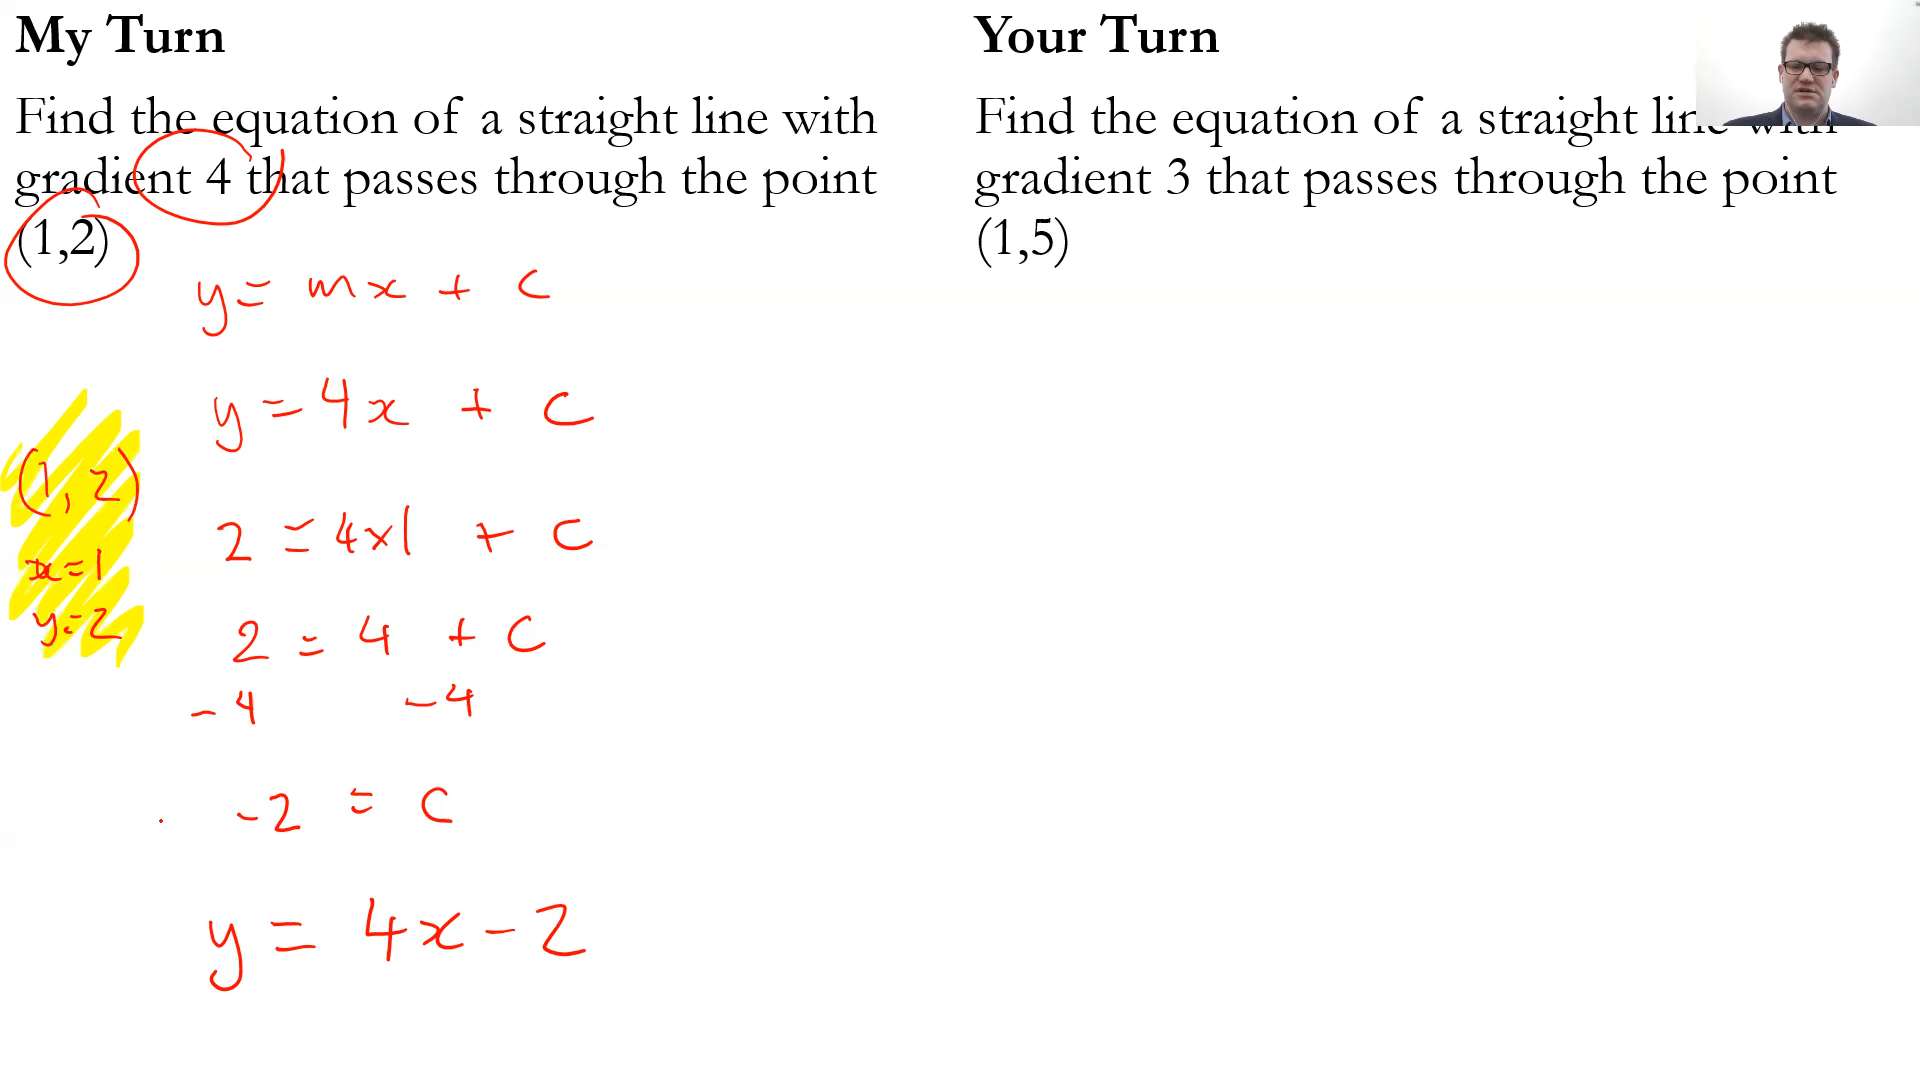 My Turn
Find the equation of a straight line with
gradient 4 that passes through the point
(1,2)
y = mx + c
y = 4x + c
(1, 2)
x = 1
y = 2
2 = 4x1 + c
2 = 4 + c
-4 -4
-2 = c
y = 4x - 2
Your Turn
Find the equation of a straight line with
gradient 3 that passes through the point
(1,5)